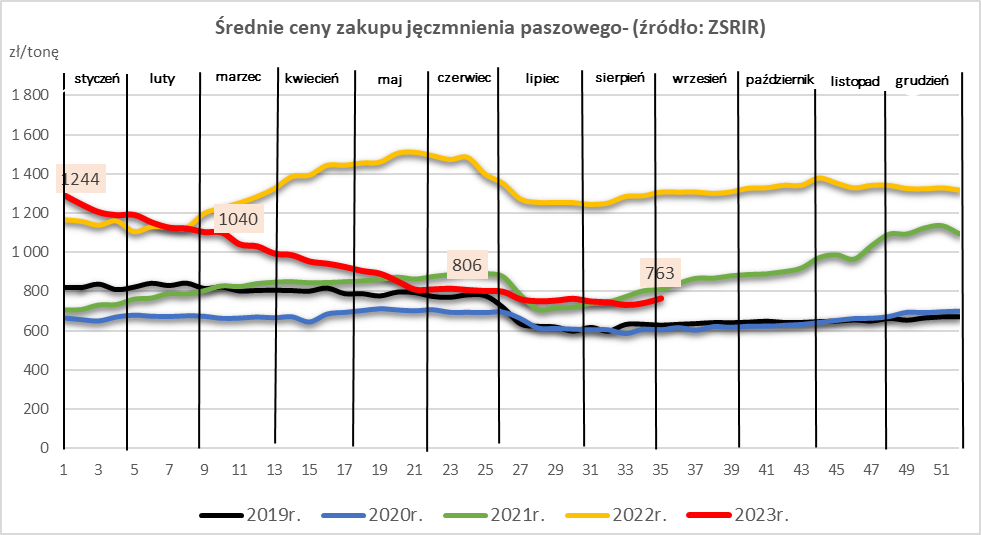 Średnie ceny zakupu jęczmnienia paszowego- (źródło: ZSRIR)
zł/tonę
styczeń luty marzec kwiecień maj czerwiec lipiec sierpień wrzesień październik listopad grudzień
1 800
1 600
1 400
1 200
1 000
800
600
400
200
0
1244
1040
806
763
1 3 5 7 9 11 13 15 17 19 21 23 25 27 29 31 33 35 37 39 41 43 45 47 49 51
2019r. 2020r. 2021r. 2022r. 2023r.